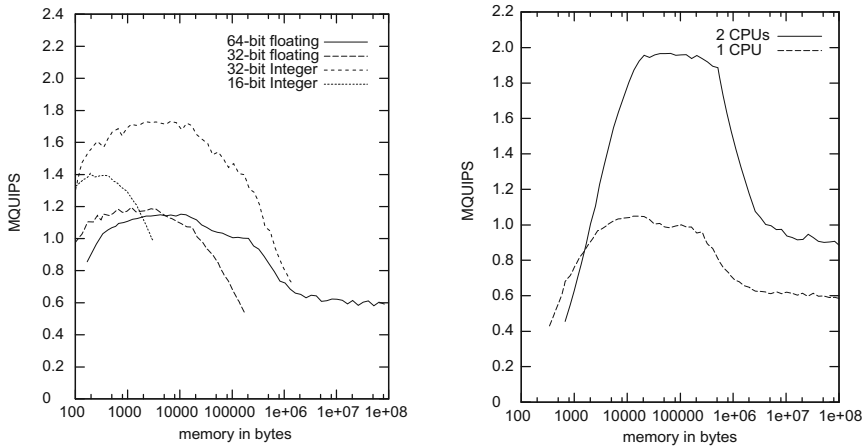 2.4
2.2
2.0
1.8
1.6
1.4
1.2
1.0
0.8
0.6
0.4
0.2
0
MQUIPS
64-bit floating
32-bit floating
32-bit Integer
16-bit Integer
100 1000 10000 100000 1e+06 1e+07 1e+08
memory in bytes
2.2
2.0
1.8
1.6
1.4
1.2
1.0
0.8
0.6
0.4
0.2
0
MQUIPS
2 CPUs
1 CPU
100 1000 10000 100000 1e+06 1e+07 1e+08
memory in bytes